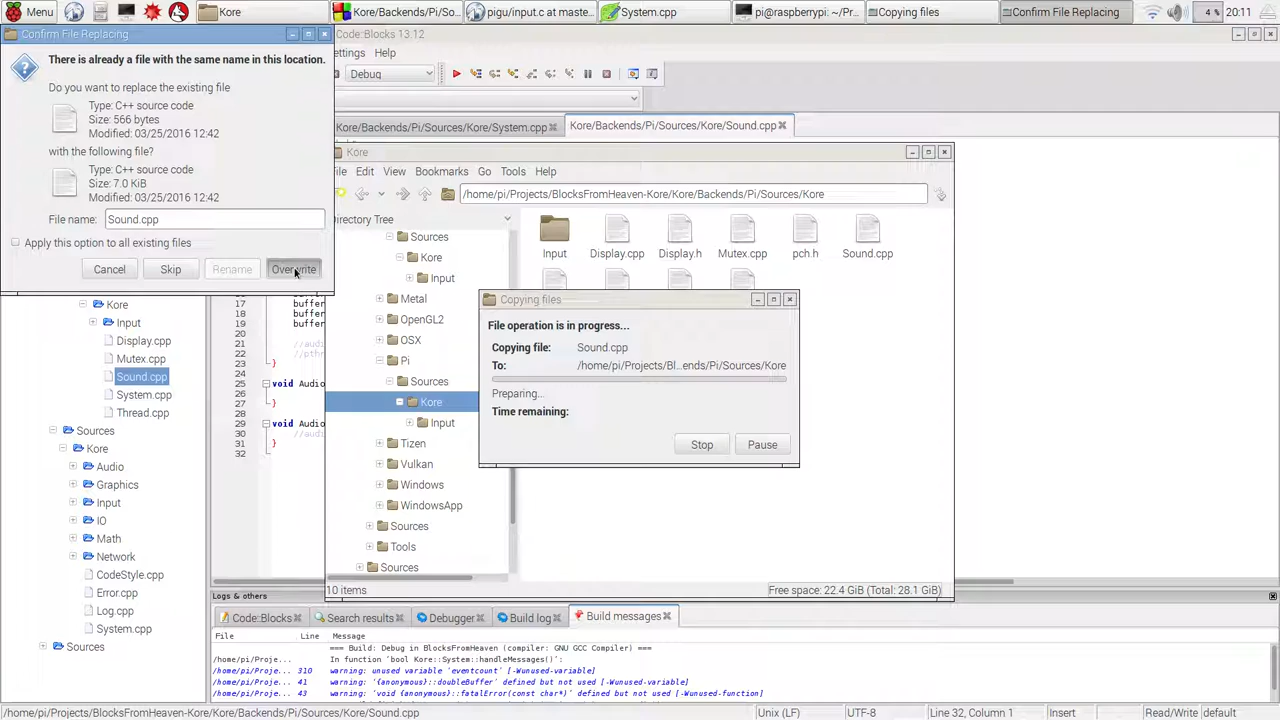 Menu
Kore
Kore/Backends/Pi/So...
pigu/input.c at maste...
System.cpp
pi@raspberrypi: ~/Pr...
Copying files
Confirm File Replacing
4 %
20:11
Confirm File Replacing
Code::Blocks 13.12
There is already a file with the same name in this location.
ettings Help
Do you want to replace the existing file
Debug
Type: C++ source code
Size: 566 bytes
Modified: 03/25/2016 12:42
with the following file?
Type: C++ source code
Size: 7.0 KiB
Modified: 03/25/2016 12:42
File name: Sound.cpp
Apply this option to all existing files
Cancel Skip Rename Overwrite
Kore/Backends/Pi/Sources/Kore/System.cpp
Kore/Backends/Pi/Sources/Kore/Sound.cpp
Kore
ile Edit View Bookmarks Go Tools Help
/home/pi/Projects/BlocksFromHeaven-Kore/Kore/Backends/Pi/Sources/Kore
irectory Tree
Sources
Kore
Input
Metal
OpenGL2
OSX
Pi
Sources
Kore
Input
Tizen
Vulkan
Windows
WindowsApp
Sources
Tools
Sources
Input
Display.cpp
Display.h
Mutex.cpp
pch.h
Sound.cpp
10 items
Free space: 22.4 GiB (Total: 28.1 GiB)
Copying files
File operation is in progress...
Copying file: Sound.cpp
To: /home/pi/Projects/Bl...ends/Pi/Sources/Kore
Preparing...
Time remaining:
Stop Pause
Kore
Input
Display.cpp
Mutex.cpp
Sound.cpp
System.cpp
Thread.cpp
Sources
Kore
Audio
Graphics
Input
IO
Math
Network
CodeStyle.cpp
Error.cpp
Log.cpp
System.cpp
Sources
17 buffer
18 buffer
19 buffer
20
21 //audi
22 //pthr
23 }
24
25 void Audio
26
27 }
28
29 void Audio
30 //audi
31 }
32
Logs & others
Code::Blocks
Search results
Debugger
Build log
Build messages
File Line Message
=== Build: Debug in BlocksFromHeaven (compiler: GNU GCC Compiler) ===
/home/pi/Proje... In function 'bool Kore::System::handleMessages()':
/home/pi/Proje... 310 warning: unused variable 'eventcount' [-Wunused-variable]
/home/pi/Proje... 41 warning: '{anonymous}::doubleBuffer' defined but not used [-Wunused-variable]
/home/pi/Proje... 43 warning: 'void {anonymous}::fatalError(const char*)' defined but not used [-Wunused-function]
/home/pi/Projects/BlocksFromHeaven-Kore/Kore/Backends/Pi/Sources/Kore/Sound.cpp
Unix (LF)
UTF-8
Line 32, Column 1
Insert
Read/Write
default